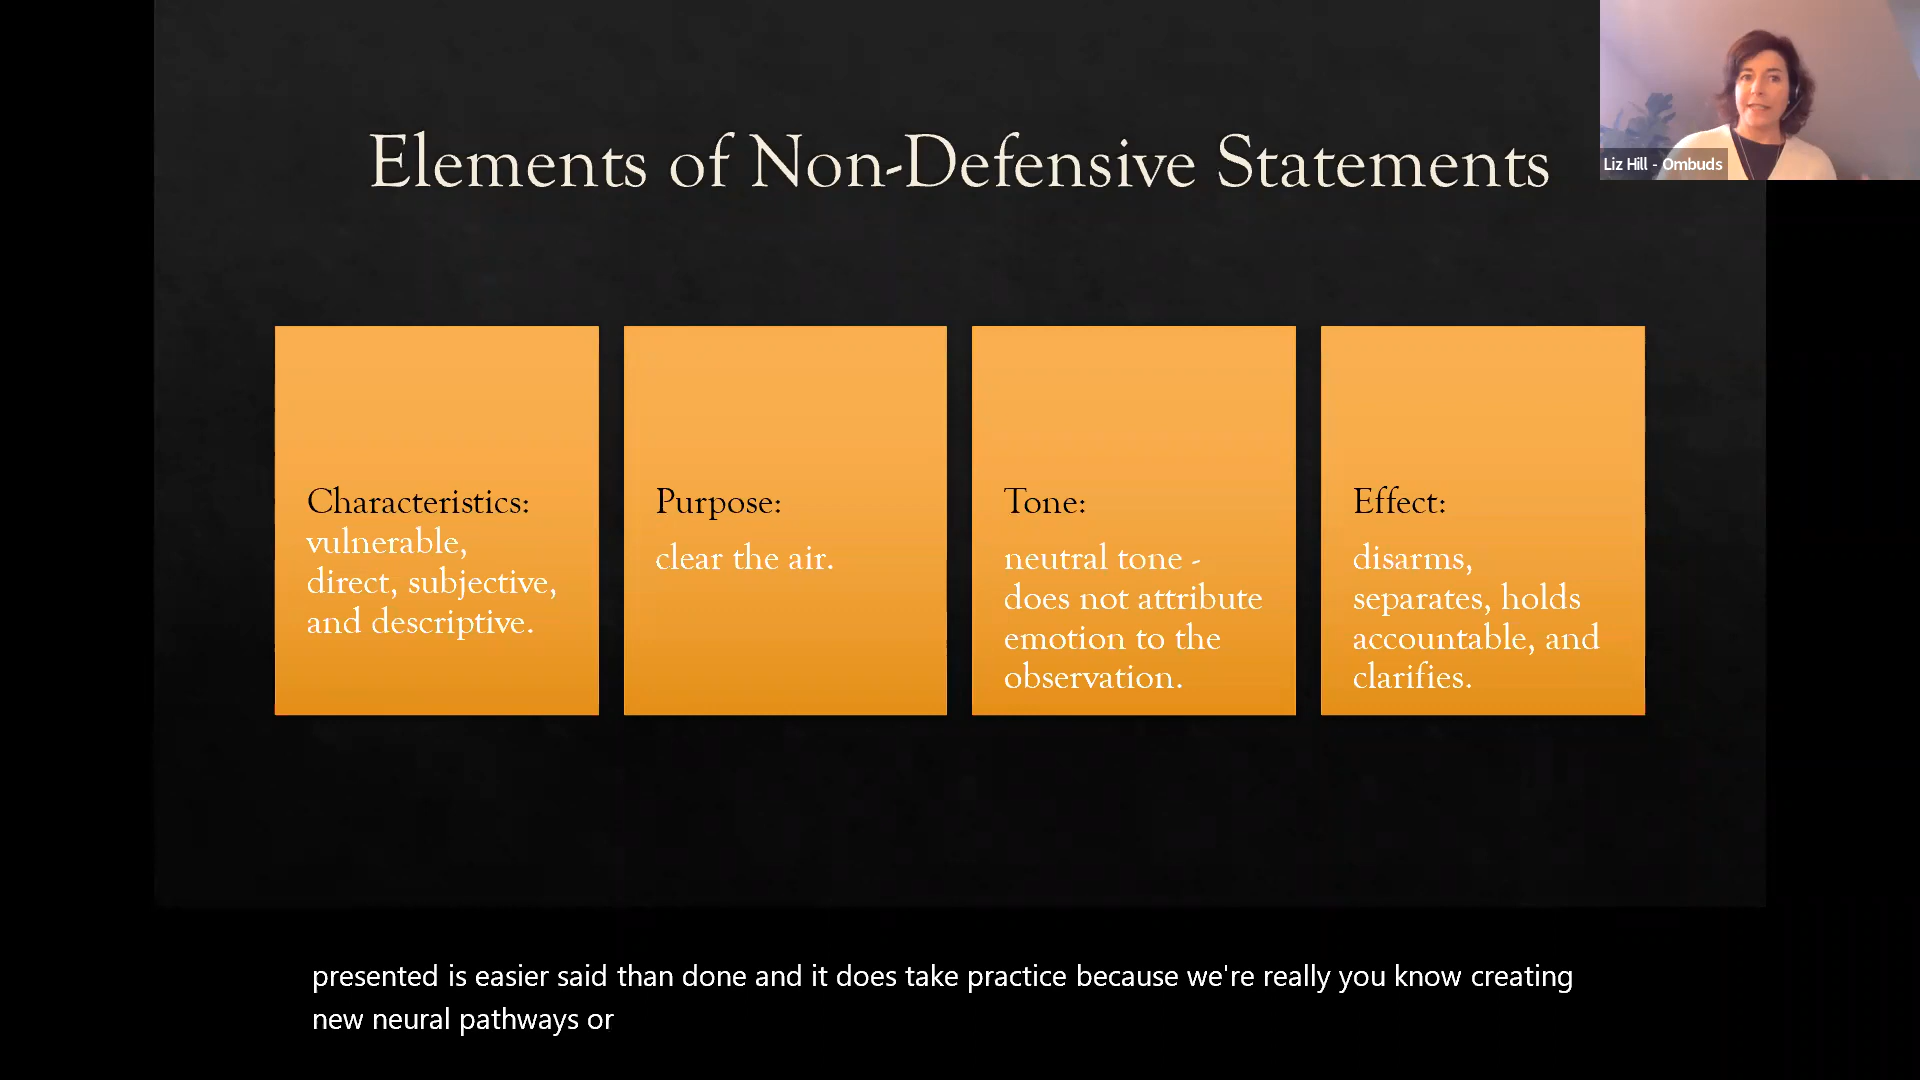 Elements of Non-Defensive Statements
Liz Hill - Ombuds
Characteristics:
vulnerable,
direct, subjective,
and descriptive.
Purpose:
clear the air.
Tone:
neutral tone -
does not attribute
emotion to the
observation.
Effect:
disarms,
separates, holds
accountable, and
clarifies.
presented is easier said than done and it does take practice because we're really you know creating
new neural pathways or